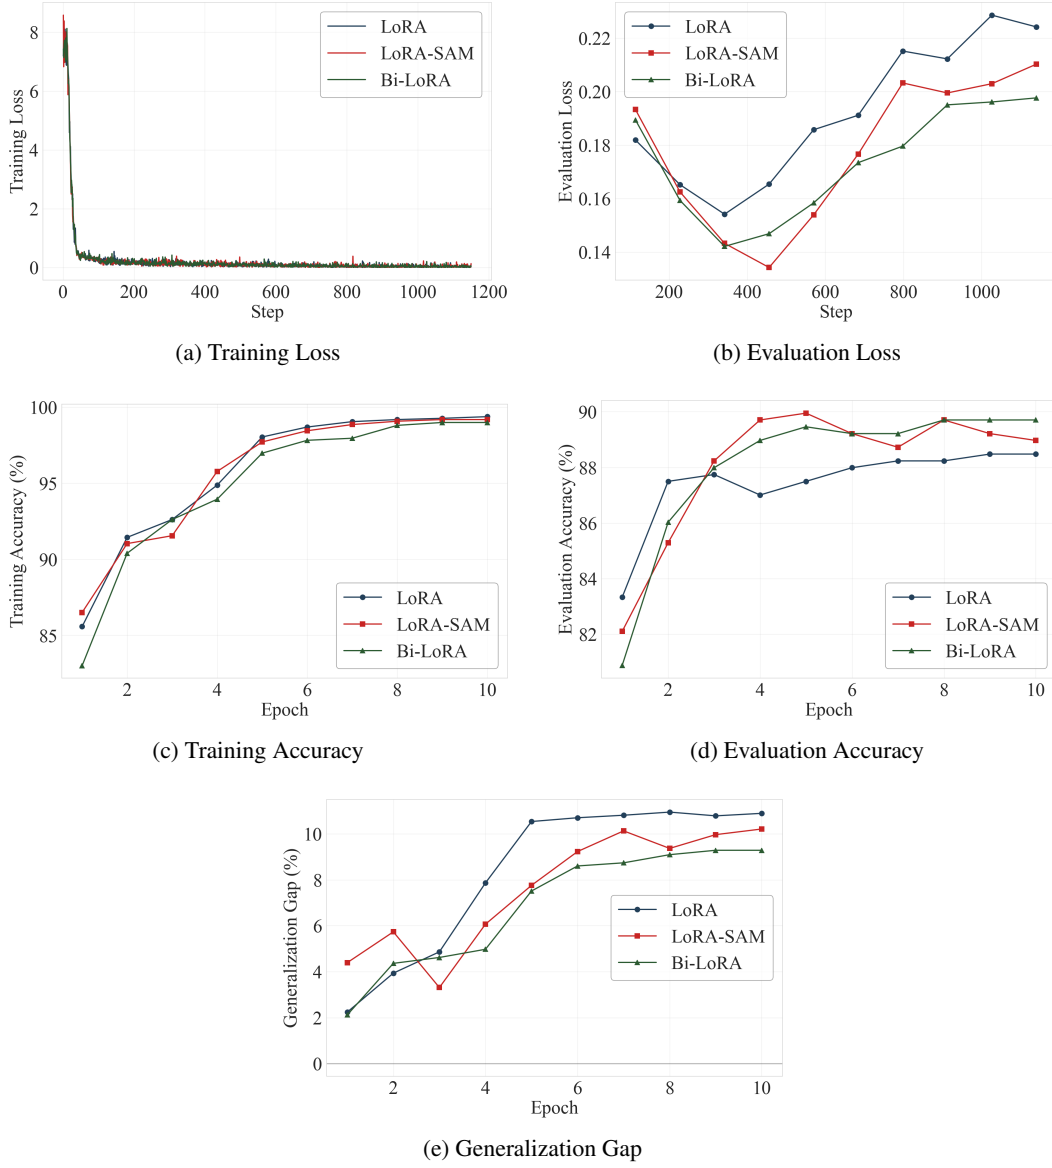 8
6
4
2
0
Training Loss
0
200
400
600
800
1000
1200
Step
LoRA
LoRA-SAM
Bi-LoRA
(a) Training Loss
0.22
0.20
0.18
0.16
0.14
Evaluation Loss
200
400
600
800
1000
Step
LoRA
LoRA-SAM
Bi-LoRA
(b) Evaluation Loss
100
95
90
85
Training Accuracy (%)
2
4
6
8
10
Epoch
LoRA
LoRA-SAM
Bi-LoRA
(c) Training Accuracy
90
88
86
84
82
Evaluation Accuracy (%)
2
4
6
8
10
Epoch
LoRA
LoRA-SAM
Bi-LoRA
(d) Evaluation Accuracy
10
8
6
4
2
0
Generalization Gap (%)
2
4
6
8
10
Epoch
LoRA
LoRA-SAM
Bi-LoRA
(e) Generalization Gap